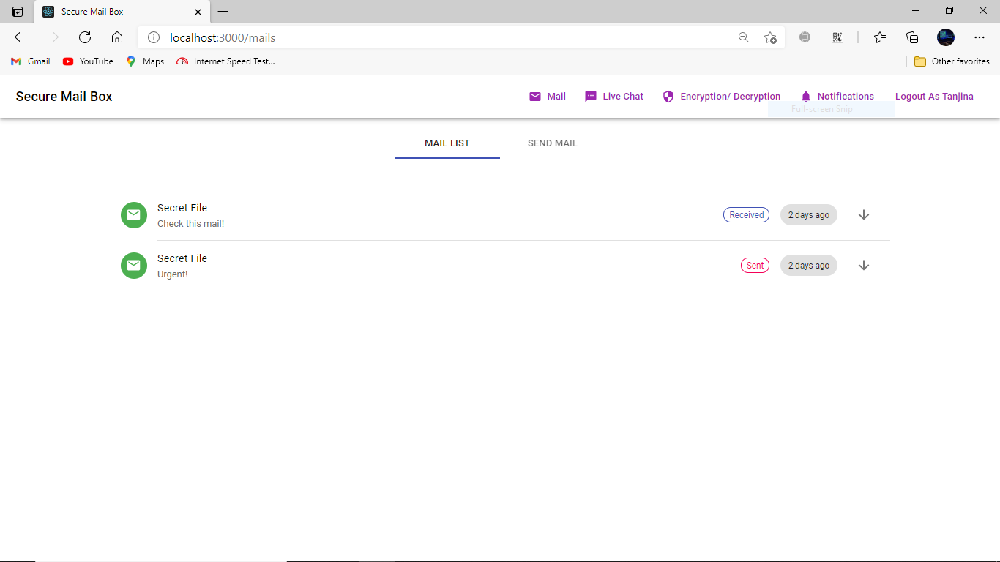 Secure Mail Box
localhost:3000/mails
Gmail YouTube Maps Internet Speed Test... Other favorites
Secure Mail Box Mail Live Chat Encryption/ Decryption Notifications Logout As Tanjina
Full-screen Snip
MAIL LIST SEND MAIL
Secret File
Check this mail! Received 2 days ago
Secret File
Urgent! Sent 2 days ago